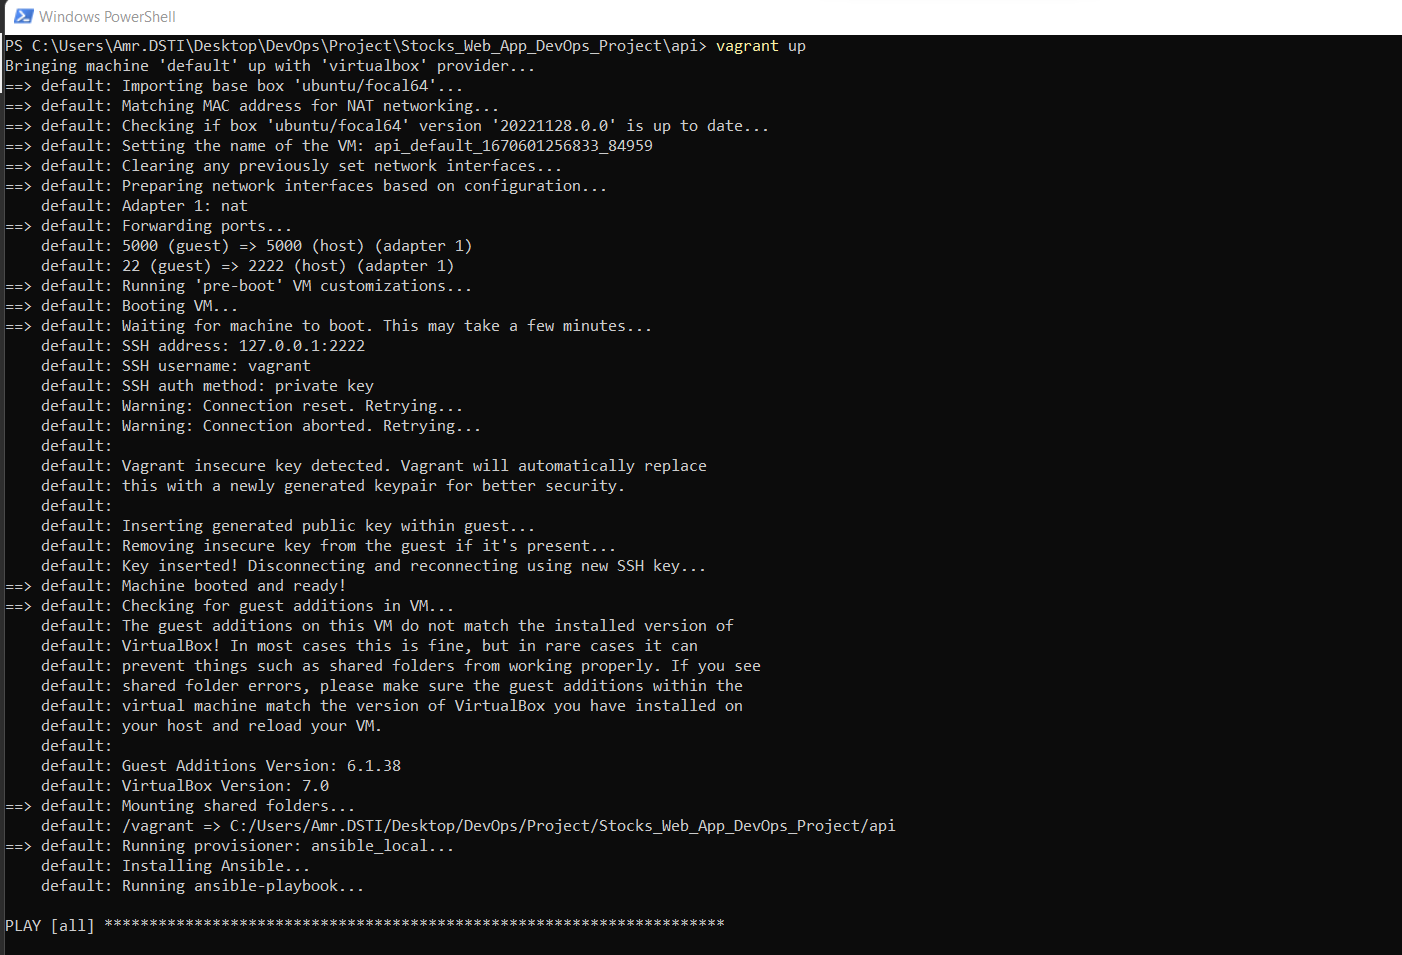 Windows PowerShell
PS C:\Users\Amr.DSTI\Desktop\DevOps\Project\Stocks_Web_App_DevOps_Project\api> vagrant up
Bringing machine 'default' up with 'virtualbox' provider...
==> default: Importing base box 'ubuntu/focal64'...
==> default: Matching MAC address for NAT networking...
==> default: Checking if box 'ubuntu/focal64' version '20221128.0.0' is up to date...
==> default: Setting the name of the VM: api_default_1670601256833_84959
==> default: Clearing any previously set network interfaces...
==> default: Preparing network interfaces based on configuration...
    default: Adapter 1: nat
==> default: Forwarding ports...
    default: 5000 (guest) => 5000 (host) (adapter 1)
    default: 22 (guest) => 2222 (host) (adapter 1)
==> default: Running 'pre-boot' VM customizations...
==> default: Booting VM...
==> default: Waiting for machine to boot. This may take a few minutes...
    default: SSH address: 127.0.0.1:2222
    default: SSH username: vagrant
    default: SSH auth method: private key
    default: Warning: Connection reset. Retrying...
    default: Warning: Connection aborted. Retrying...
    default:
    default: Vagrant insecure key detected. Vagrant will automatically replace
    default: this with a newly generated keypair for better security.
    default:
    default: Inserting generated public key within guest...
    default: Removing insecure key from the guest if it's present...
    default: Key inserted! Disconnecting and reconnecting using new SSH key...
==> default: Machine booted and ready!
==> default: Checking for guest additions in VM...
    default: The guest additions on this VM do not match the installed version of
    default: VirtualBox! In most cases this is fine, but in rare cases it can
    default: prevent things such as shared folders from working properly. If you see
    default: shared folder errors, please make sure the guest additions within the
    default: virtual machine match the version of VirtualBox you have installed on
    default: your host and reload your VM.
    default:
    default: Guest Additions Version: 6.1.38
    default: VirtualBox Version: 7.0
==> default: Mounting shared folders...
    default: /vagrant => C:/Users/Amr.DSTI/Desktop/DevOps/Project/Stocks_Web_App_DevOps_Project/api
==> default: Running provisioner: ansible_local...
    default: Installing Ansible...
    default: Running ansible-playbook...
PLAY [all] *********************************************************************